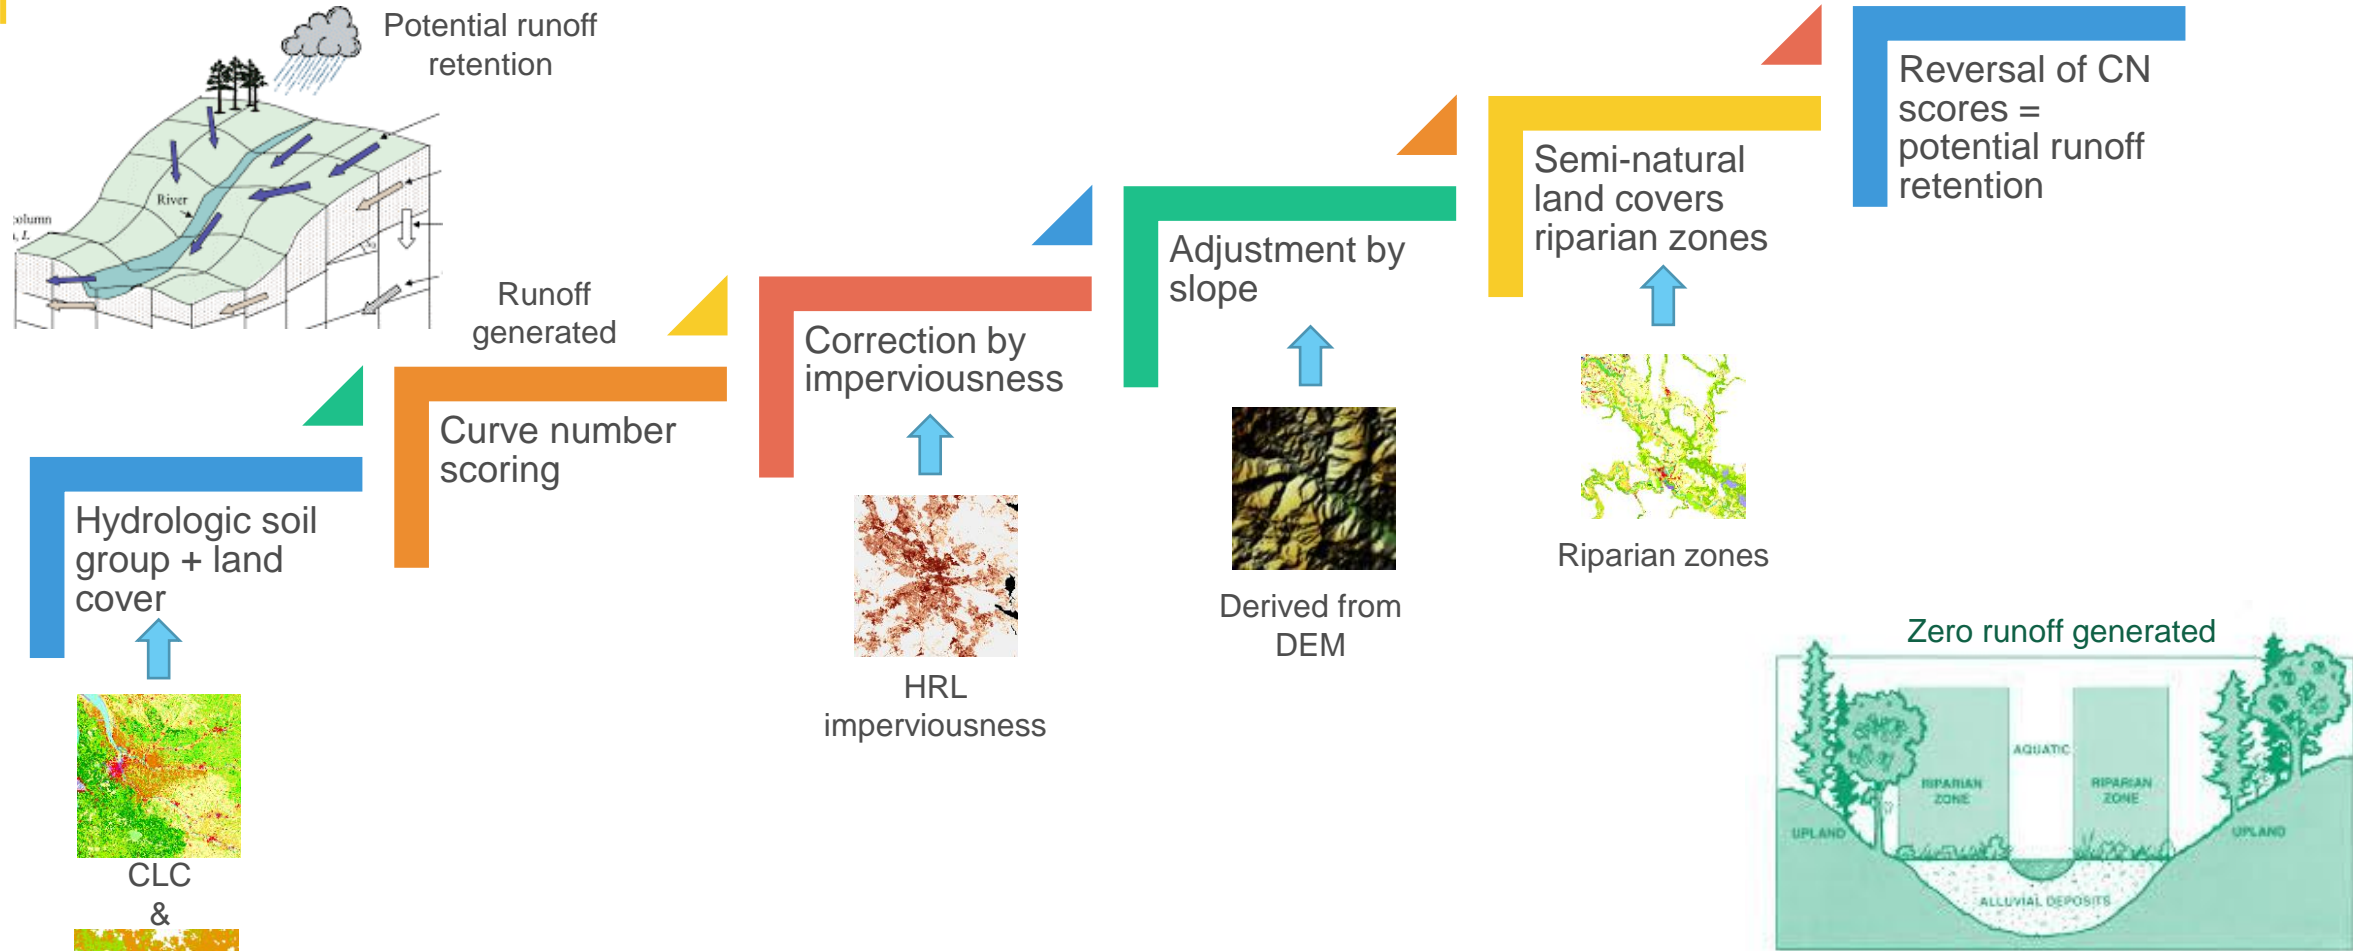 Potential runoff
retention
River
column
, L
Hydrologic soil
group + land
cover
CLC
&
Runoff
generated
Curve number
scoring
Correction by
imperviousness
HRL
imperviousness
Adjustment by
slope
Derived from
DEM
Semi-natural
land covers
riparian zones
Riparian zones
Reversal of CN
scores =
potential runoff
retention
Zero runoff generated
AQUATIC
RIPARIAN
ZONE
RIPARIAN
ZONE
UPLAND
UPLAND
ALLUVIAL DEPOSITS